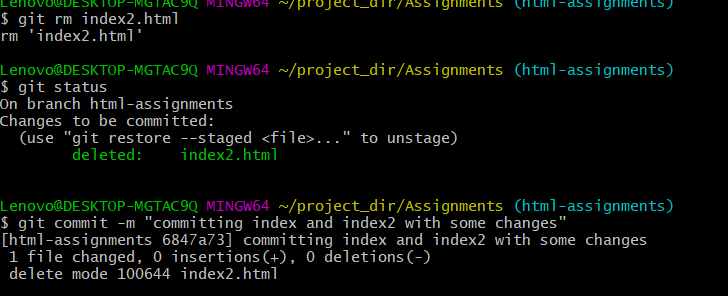 $ git rm index2.html
rm 'index2.html'
Lenovo@DESKTOP-MGTAC9Q MINGW64 ~/project_dir/Assignments (html-assignments)
$ git status
On branch html-assignments
Changes to be committed:
  (use "git restore --staged <file>..." to unstage)
        deleted:    index2.html
Lenovo@DESKTOP-MGTAC9Q MINGW64 ~/project_dir/Assignments (html-assignments)
$ git commit -m "committing index and index2 with some changes"
[html-assignments 6847a73] committing index and index2 with some changes
 1 file changed, 0 insertions(+), 0 deletions(-)
 delete mode 100644 index2.html